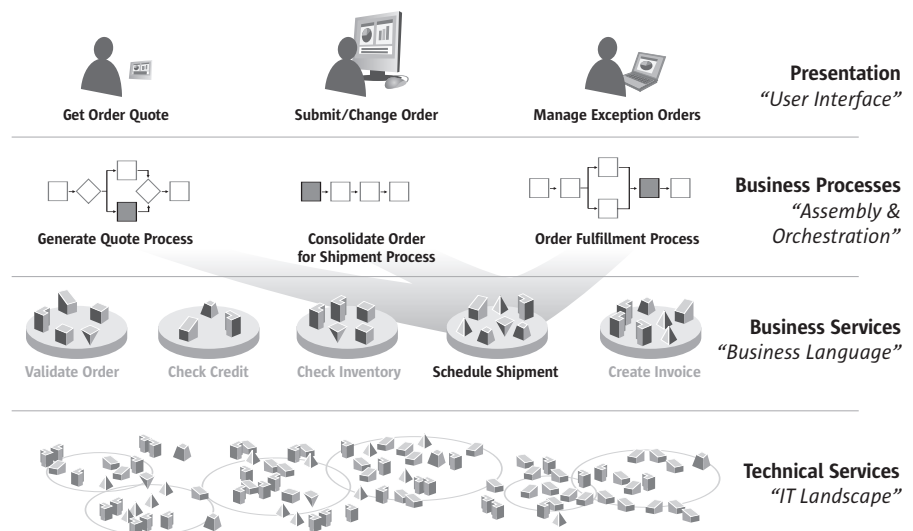 Get Order Quote
Submit/Change Order
Manage Exception Orders
Presentation
“User Interface”
Generate Quote Process
Consolidate Order
for Shipment Process
Order Fulfillment Process
Business Processes
“Assembly &
Orchestration”
Validate Order
Check Credit
Check Inventory
Schedule Shipment
Create Invoice
Business Services
“Business Language”
Technical Services
“IT Landscape”